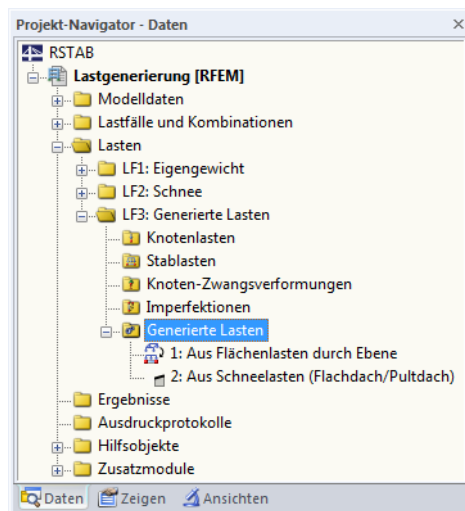 Projekt-Navigator - Daten
RSTAB
Lastgenerierung [RFEM]
Modelldaten
Lastfälle und Kombinationen
Lasten
LF1: Eigengewicht
LF2: Schnee
LF3: Generierte Lasten
Knotenlasten
Stablasten
Knoten-Zwangsverformungen
Imperfektionen
Generierte Lasten
1: Aus Flächenlasten durch Ebene
2: Aus Schneelasten (Flachdach/Pultdach)
Ergebnisse
Ausdruckprotokolle
Hilfsobjekte
Zusatzmodule
Daten Zeigen Ansichten